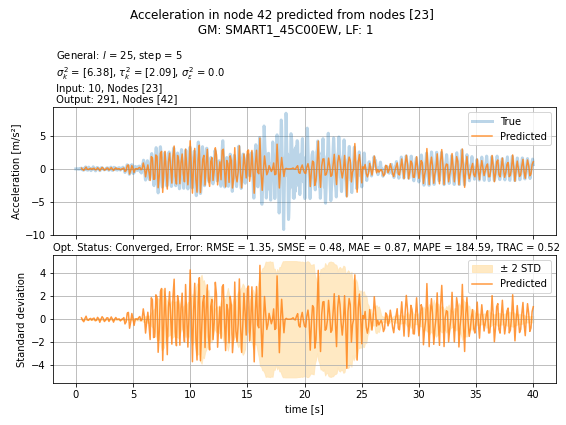 Acceleration in node 42 predicted from nodes [23]
GM: SMART1_45C00EW, LF: 1
General: l = 25, step = 5
σ²ₖ = [6.38], τ²ₖ = [2.09], σ²ε = 0.0
Input: 10, Nodes [23]
Output: 291, Nodes [42]
Acceleration [m/s²]
5
0
−5
−10
True
Predicted
Opt. Status: Converged, Error: RMSE = 1.35, SMSE = 0.48, MAE = 0.87, MAPE = 184.59, TRAC = 0.52
Standard deviation
4
2
0
−2
−4
± 2 STD
Predicted
0 5 10 15 20 25 30 35 40
time [s]